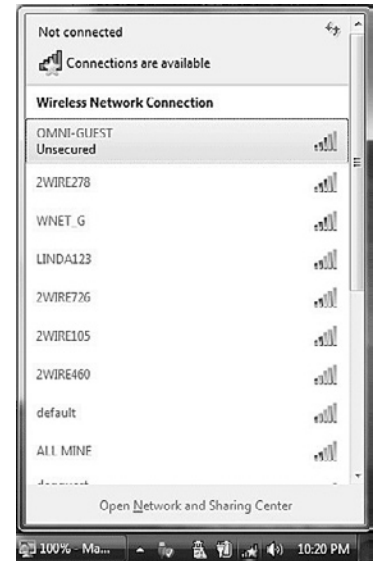 Not connected
Connections are available
Wireless Network Connection
OMNI-GUEST
Unsecured
2WIRE278
WNET_G
LINDA123
2WIRE726
2WIRE105
2WIRE460
default
ALL MINE
Open Network and Sharing Center
100% - Ma...
10:20 PM